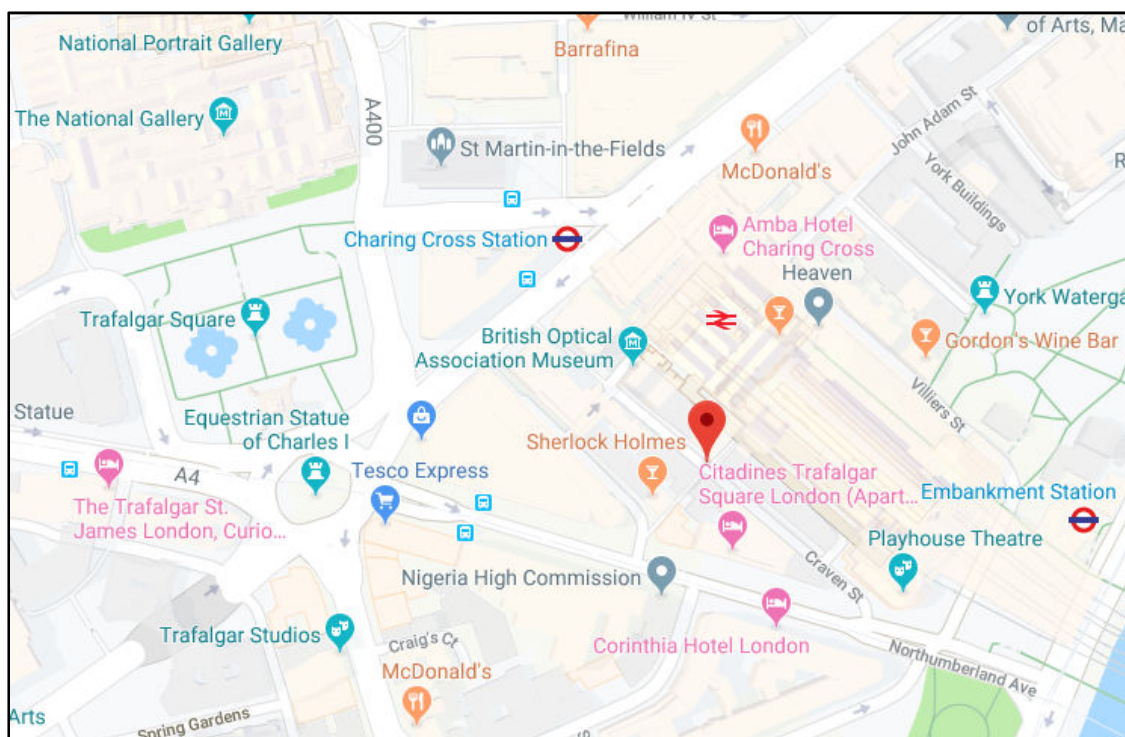 William IV St
of Arts, Ma
National Portrait Gallery
Barrafina
The National Gallery
A400
St Martin-in-the-Fields
McDonald's
John Adam St
York Buildings
R
Charing Cross Station
Amba Hotel
Charing Cross
Heaven
York Waterga
Trafalgar Square
British Optical
Association Museum
Gordon's Wine Bar
Villiers St
Statue
Equestrian Statue
of Charles I
Sherlock Holmes
A4
Tesco Express
Citadines Trafalgar
Square London (Apart...
Embankment Station
The Trafalgar St.
James London, Curio...
Playhouse Theatre
Craven St
Nigeria High Commission
Trafalgar Studios
Craig's Ct
Corinthia Hotel London
Northumberland Ave
McDonald's
Arts
Spring Gardens